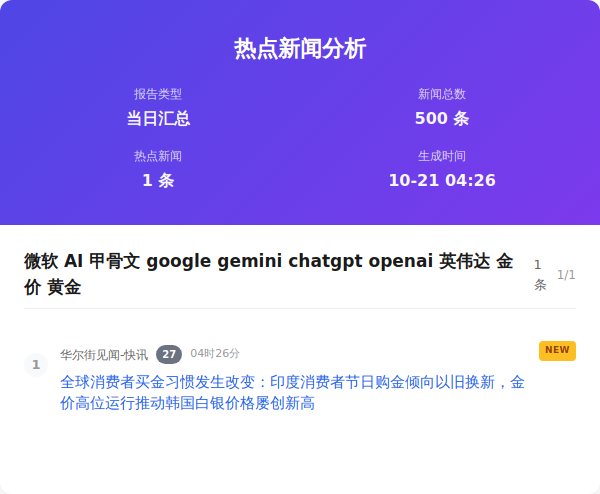 热点新闻分析
报告类型
当日汇总
新闻总数
500 条
热点新闻
1 条
生成时间
10-21 04:26
微软 AI 甲骨文 google gemini chatgpt openai 英伟达 金
价 黄金
1
条
1/1
1
华尔街见闻-快讯 27 04时26分
NEW
全球消费者买金习惯发生改变：印度消费者节日购金倾向以旧换新，金
价高位运行推动韩国白银价格屡创新高